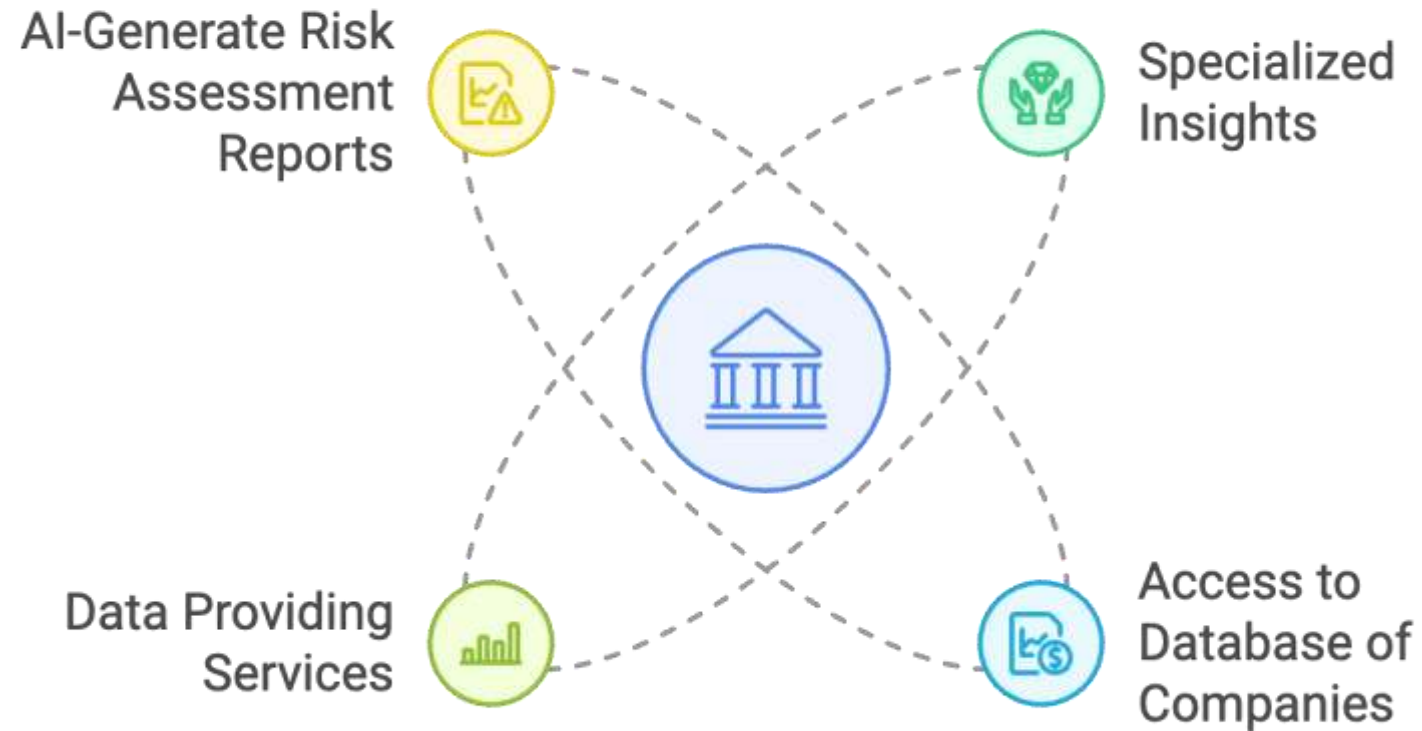 AI-Generate Risk
Assessment
Reports
Specialized
Insights
Data Providing
Services
Access to
Database of
Companies